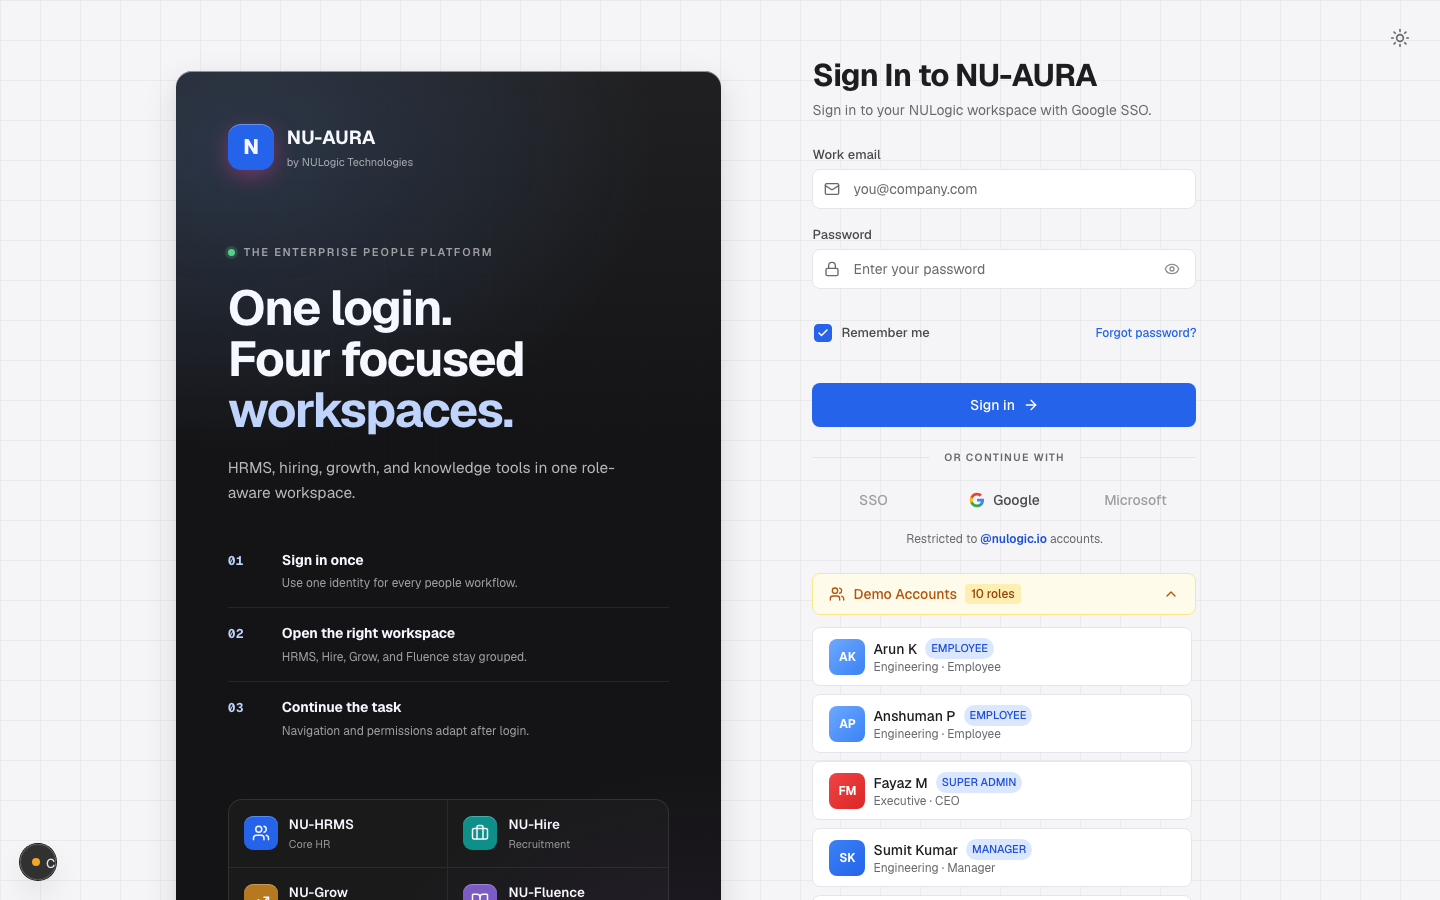 N
NU-AURA
by NULogic Technologies
THE ENTERPRISE PEOPLE PLATFORM
One login.
Four focused
workspaces.
HRMS, hiring, growth, and knowledge tools in one role-
aware workspace.
01
Sign in once
Use one identity for every people workflow.
02
Open the right workspace
HRMS, Hire, Grow, and Fluence stay grouped.
03
Continue the task
Navigation and permissions adapt after login.
NU-HRMS
Core HR
NU-Hire
Recruitment
NU-Grow
NU-Fluence
C
Sign In to NU-AURA
Sign in to your NULogic workspace with Google SSO.
Work email
you@company.com
Password
Enter your password
Remember me
Forgot password?
Sign in
OR CONTINUE WITH
SSO
Google
Microsoft
Restricted to @nulogic.io accounts.
Demo Accounts 10 roles
AK
Arun K EMPLOYEE
Engineering · Employee
AP
Anshuman P EMPLOYEE
Engineering · Employee
FM
Fayaz M SUPER ADMIN
Executive · CEO
SK
Sumit Kumar MANAGER
Engineering · Manager